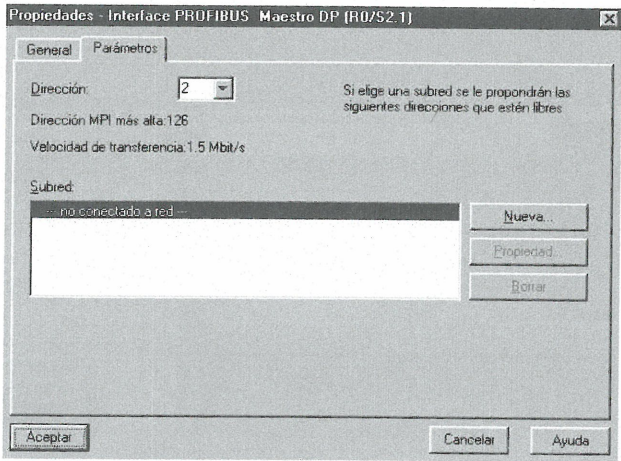 Propiedades - Interface PROFIBUS Maestro DP (R0/S2.1)
General Parámetros
Dirección: 2
Si elige una subred se le propondrán las
siguientes direcciones que estén libres
Dirección MPI más alta:126
Velocidad de transferencia:1.5 Mbit/s
Subred:
--- no conectado a red ---
Nueva...
Propiedad...
Borrar
Aceptar Cancelar Ayuda